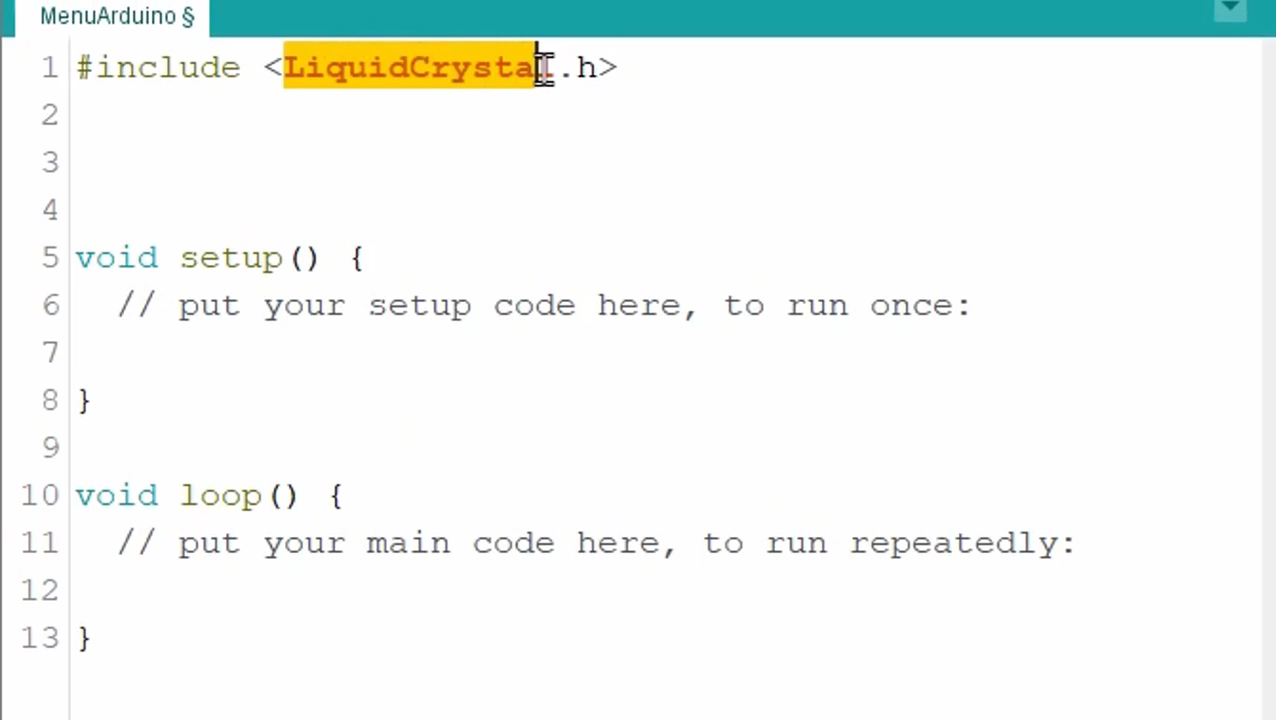 MenuArduino §
1 #include <LiquidCrystal.h>
2
3
4
5 void setup() {
6   // put your setup code here, to run once:
7
8 }
9
10 void loop() {
11   // put your main code here, to run repeatedly:
12
13 }